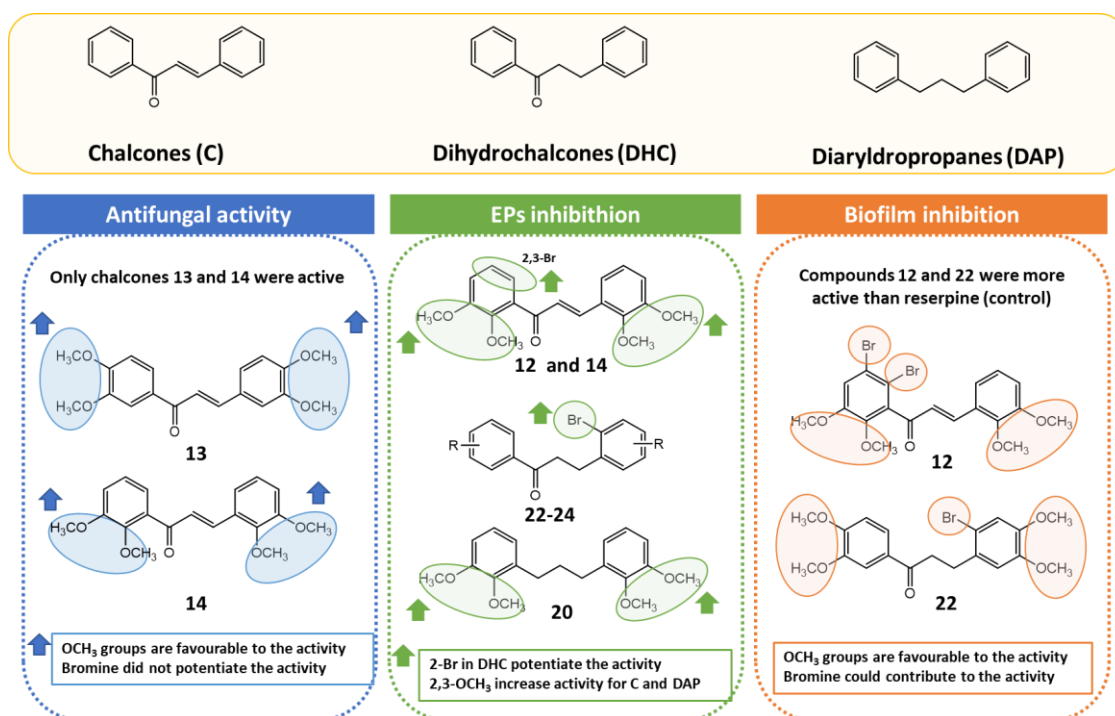 O
O
Chalcones (C)
Dihydrochalcones (DHC)
Diaryldropropanes (DAP)
Antifungal activity
Only chalcones 13 and 14 were active
H₃CO
OCH₃
H₃CO
OCH₃
O
13
H₃CO
OCH₃
O
OCH₃
OCH₃
14
OCH₃ groups are favourable to the activity
Bromine did not potentiate the activity
EPs inhibithion
2,3-Br
H₃CO
OCH₃
O
OCH₃
OCH₃
12 and 14
Br
R
R
O
22-24
H₃CO
OCH₃
OCH₃
OCH₃
20
2-Br in DHC potentiate the activity
2,3-OCH₃ increase activity for C and DAP
Biofilm inhibition
Compounds 12 and 22 were more
active than reserpine (control)
Br
Br
H₃CO
OCH₃
O
OCH₃
OCH₃
12
H₃CO
Br
OCH₃
H₃CO
OCH₃
O
22
OCH₃ groups are favourable to the activity
Bromine could contribute to the activity